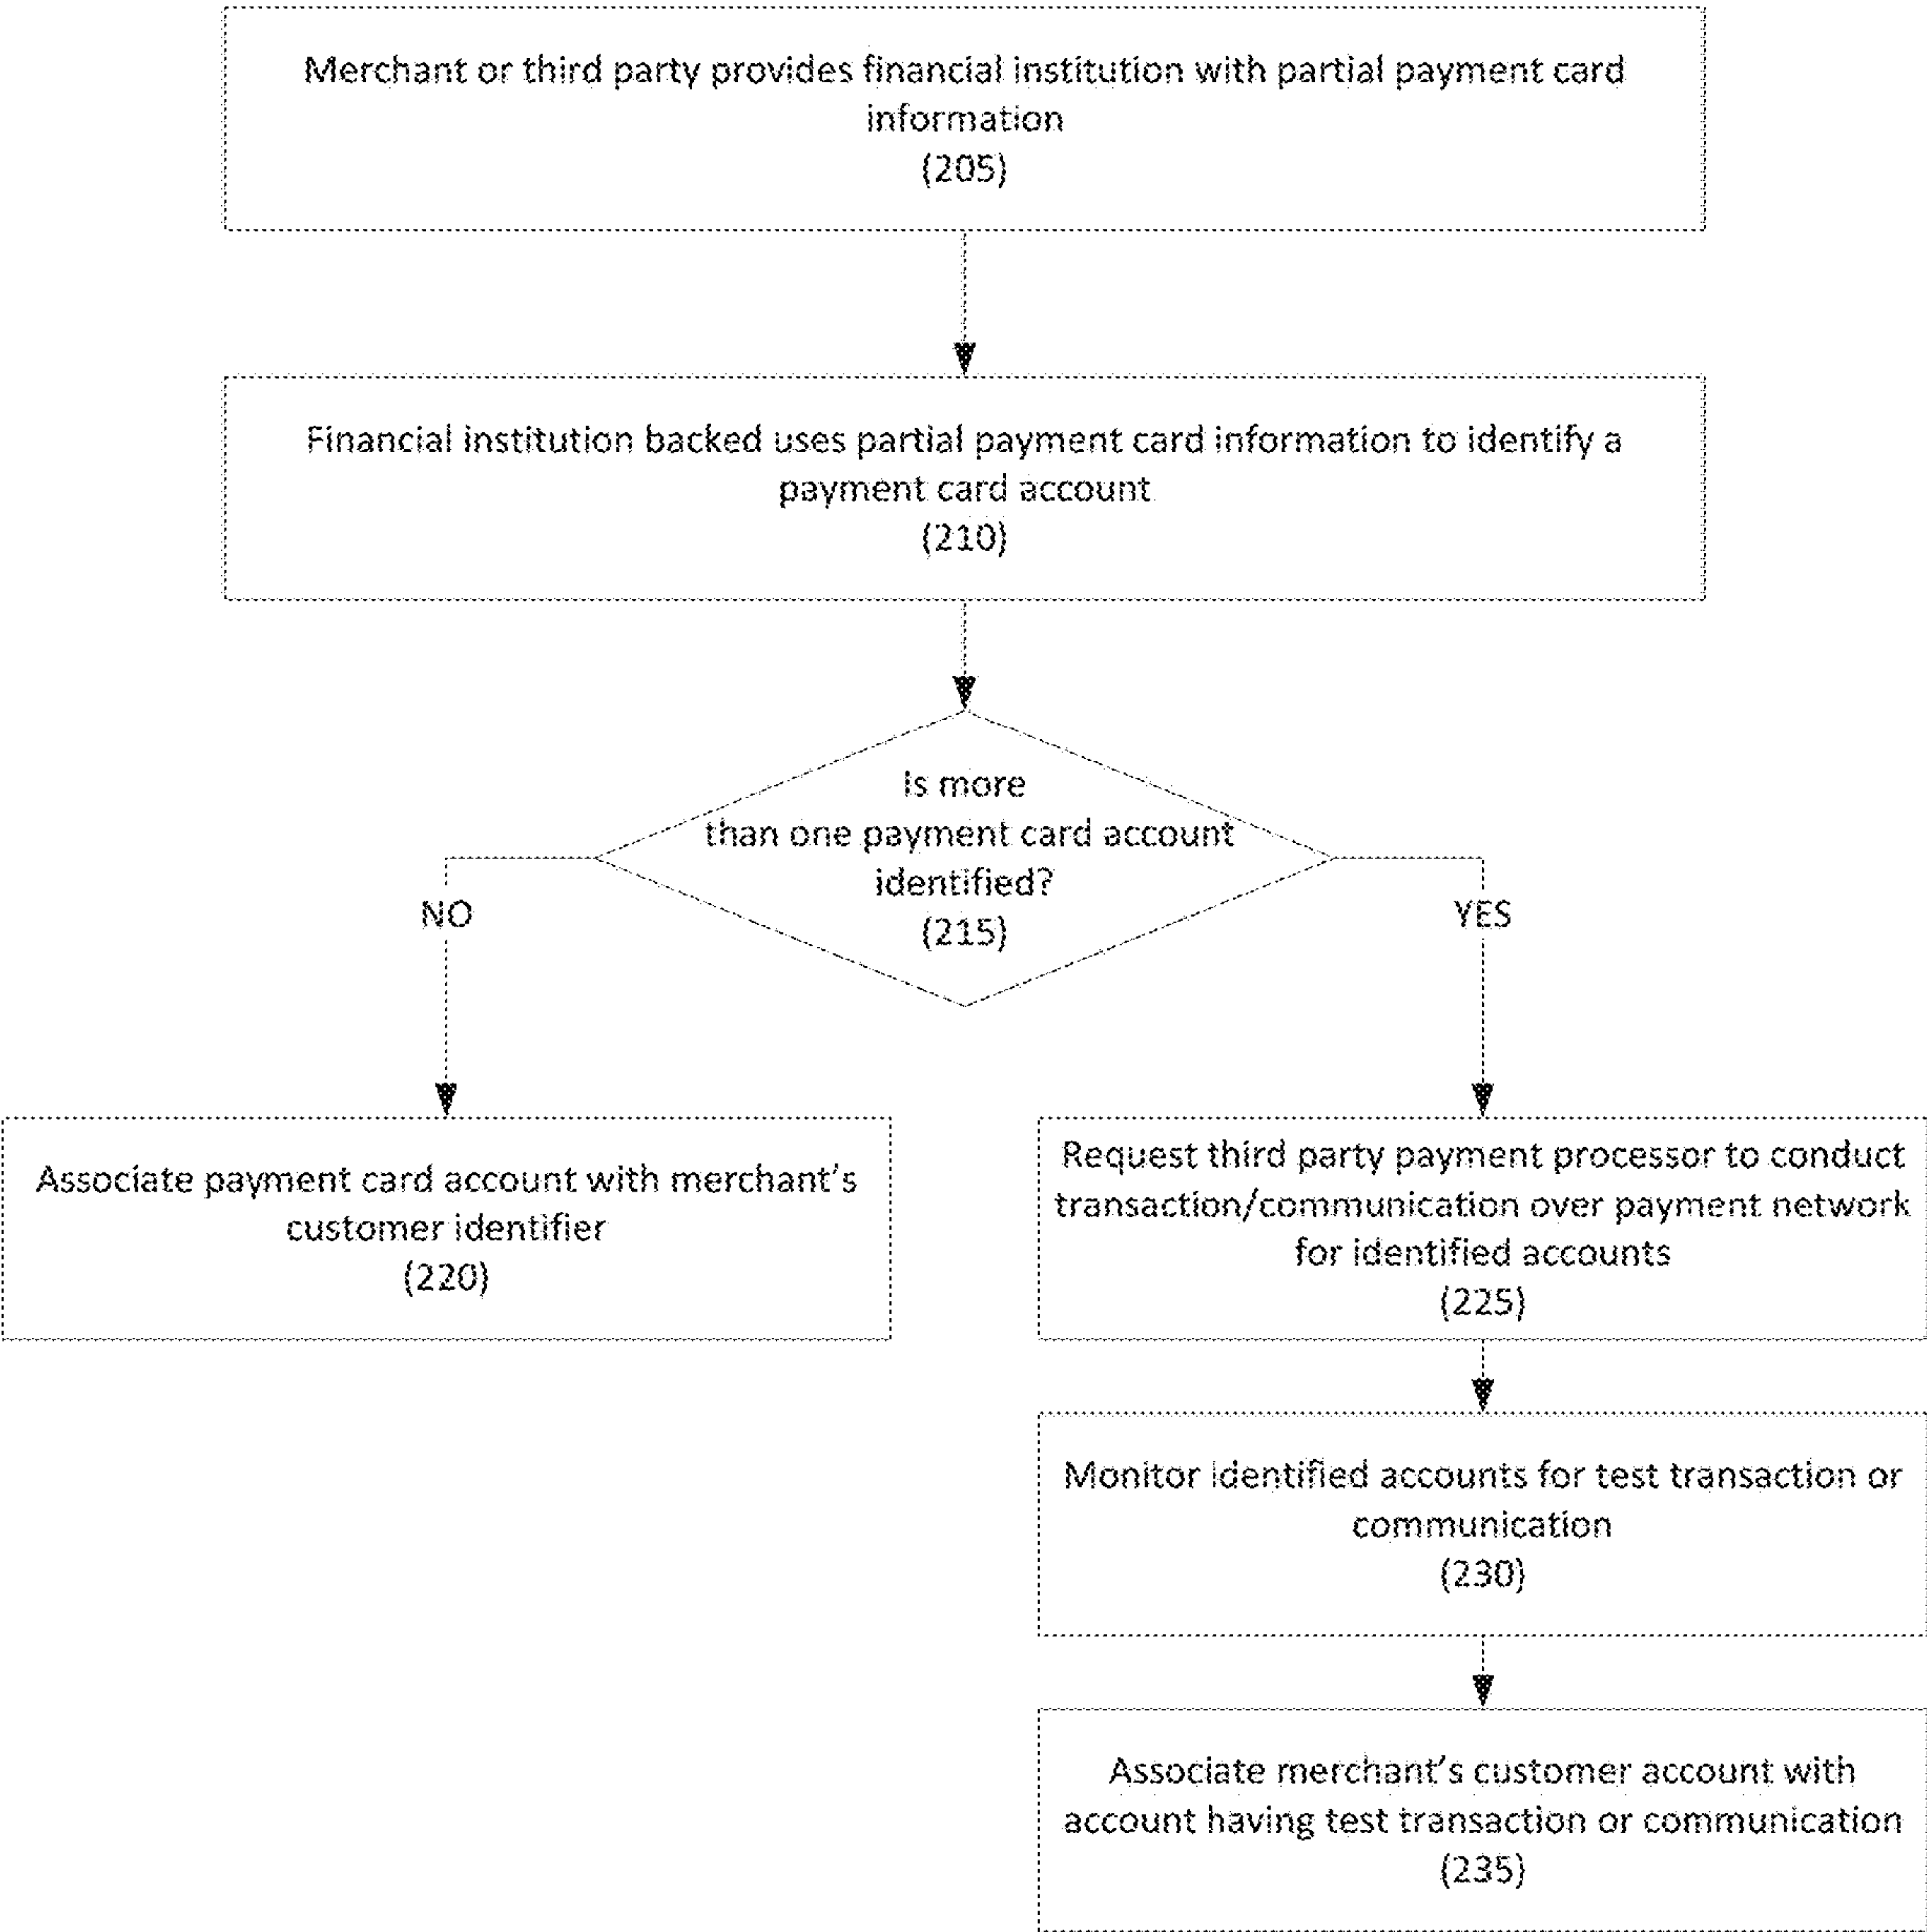 Merchant or third party provides financial institution with partial payment card
information
(205)
Financial institution backed uses partial payment card information to identify a
payment card account
(210)
Is more
than one payment card account
identified?
(215)
NO
YES
Associate payment card account with merchant's
customer identifier
(220)
Request third party payment processor to conduct
transaction/communication over payment network
for identified accounts
(225)
Monitor identified accounts for test transaction or
communication
(230)
Associate merchant's customer account with
account having test transaction or communication
(235)